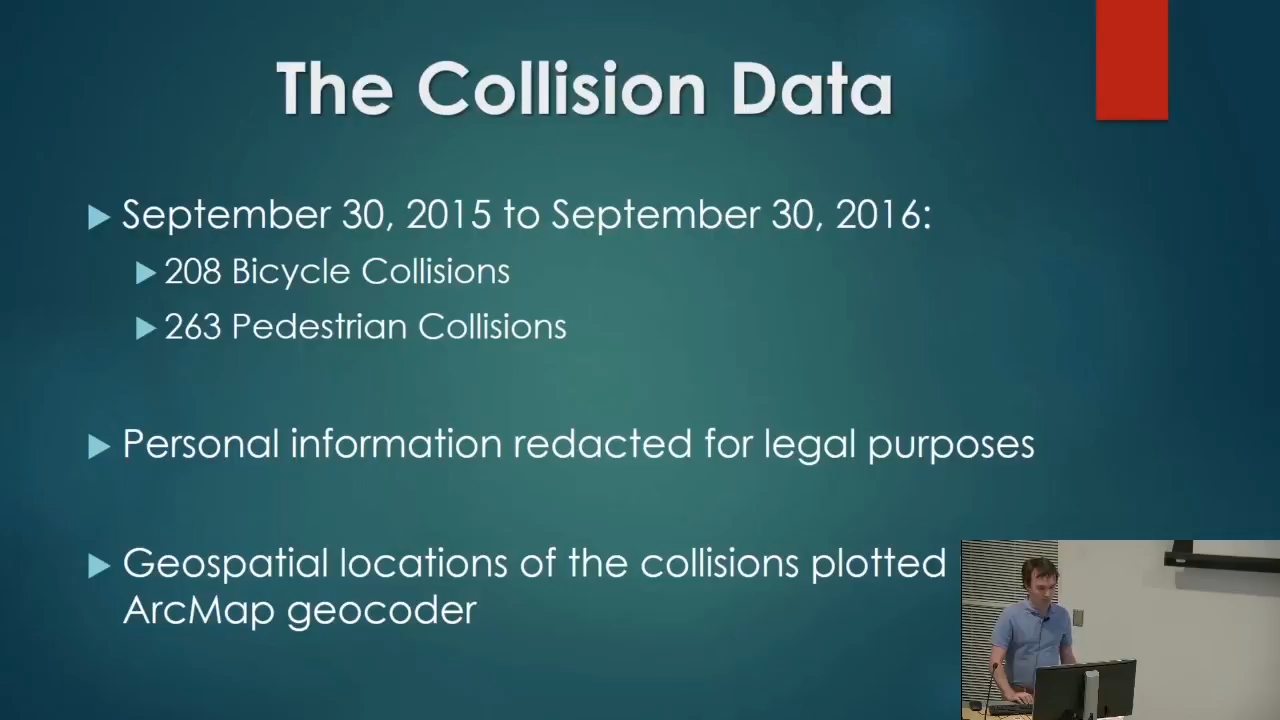 The Collision Data
September 30, 2015 to September 30, 2016:
208 Bicycle Collisions
263 Pedestrian Collisions
Personal information redacted for legal purposes
Geospatial locations of the collisions plotted
ArcMap geocoder